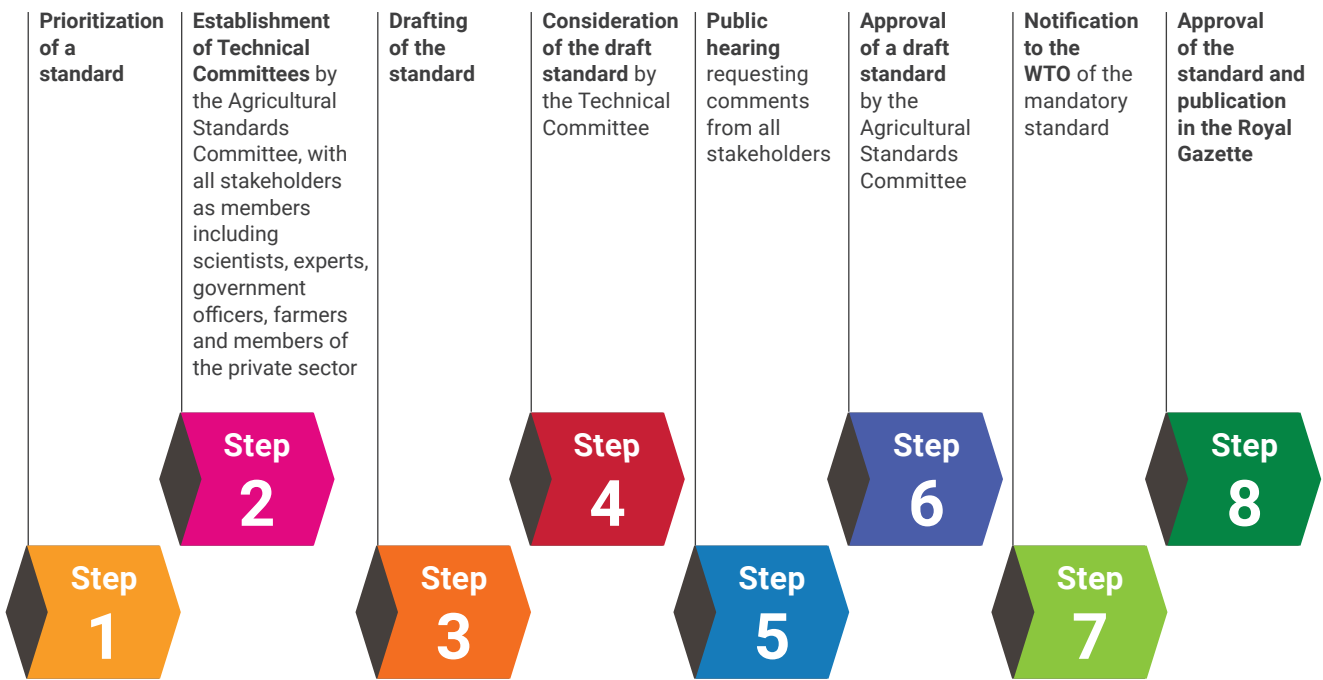 Prioritization
of a
standard
Establishment
of Technical
Committees by
the Agricultural
Standards
Committee, with
all stakeholders
as members
including
scientists, experts,
government
officers, farmers
and members of
the private sector
Drafting
of the
standard
Consideration
of the draft
standard by
the Technical
Committee
Public
hearing
requesting
comments
from all
stakeholders
Approval
of a draft
standard
by the
Agricultural
Standards
Committee
Notification
to the
WTO of the
mandatory
standard
Approval
of the
standard and
publication
in the Royal
Gazette
Step
1
Step
2
Step
3
Step
4
Step
5
Step
6
Step
7
Step
8